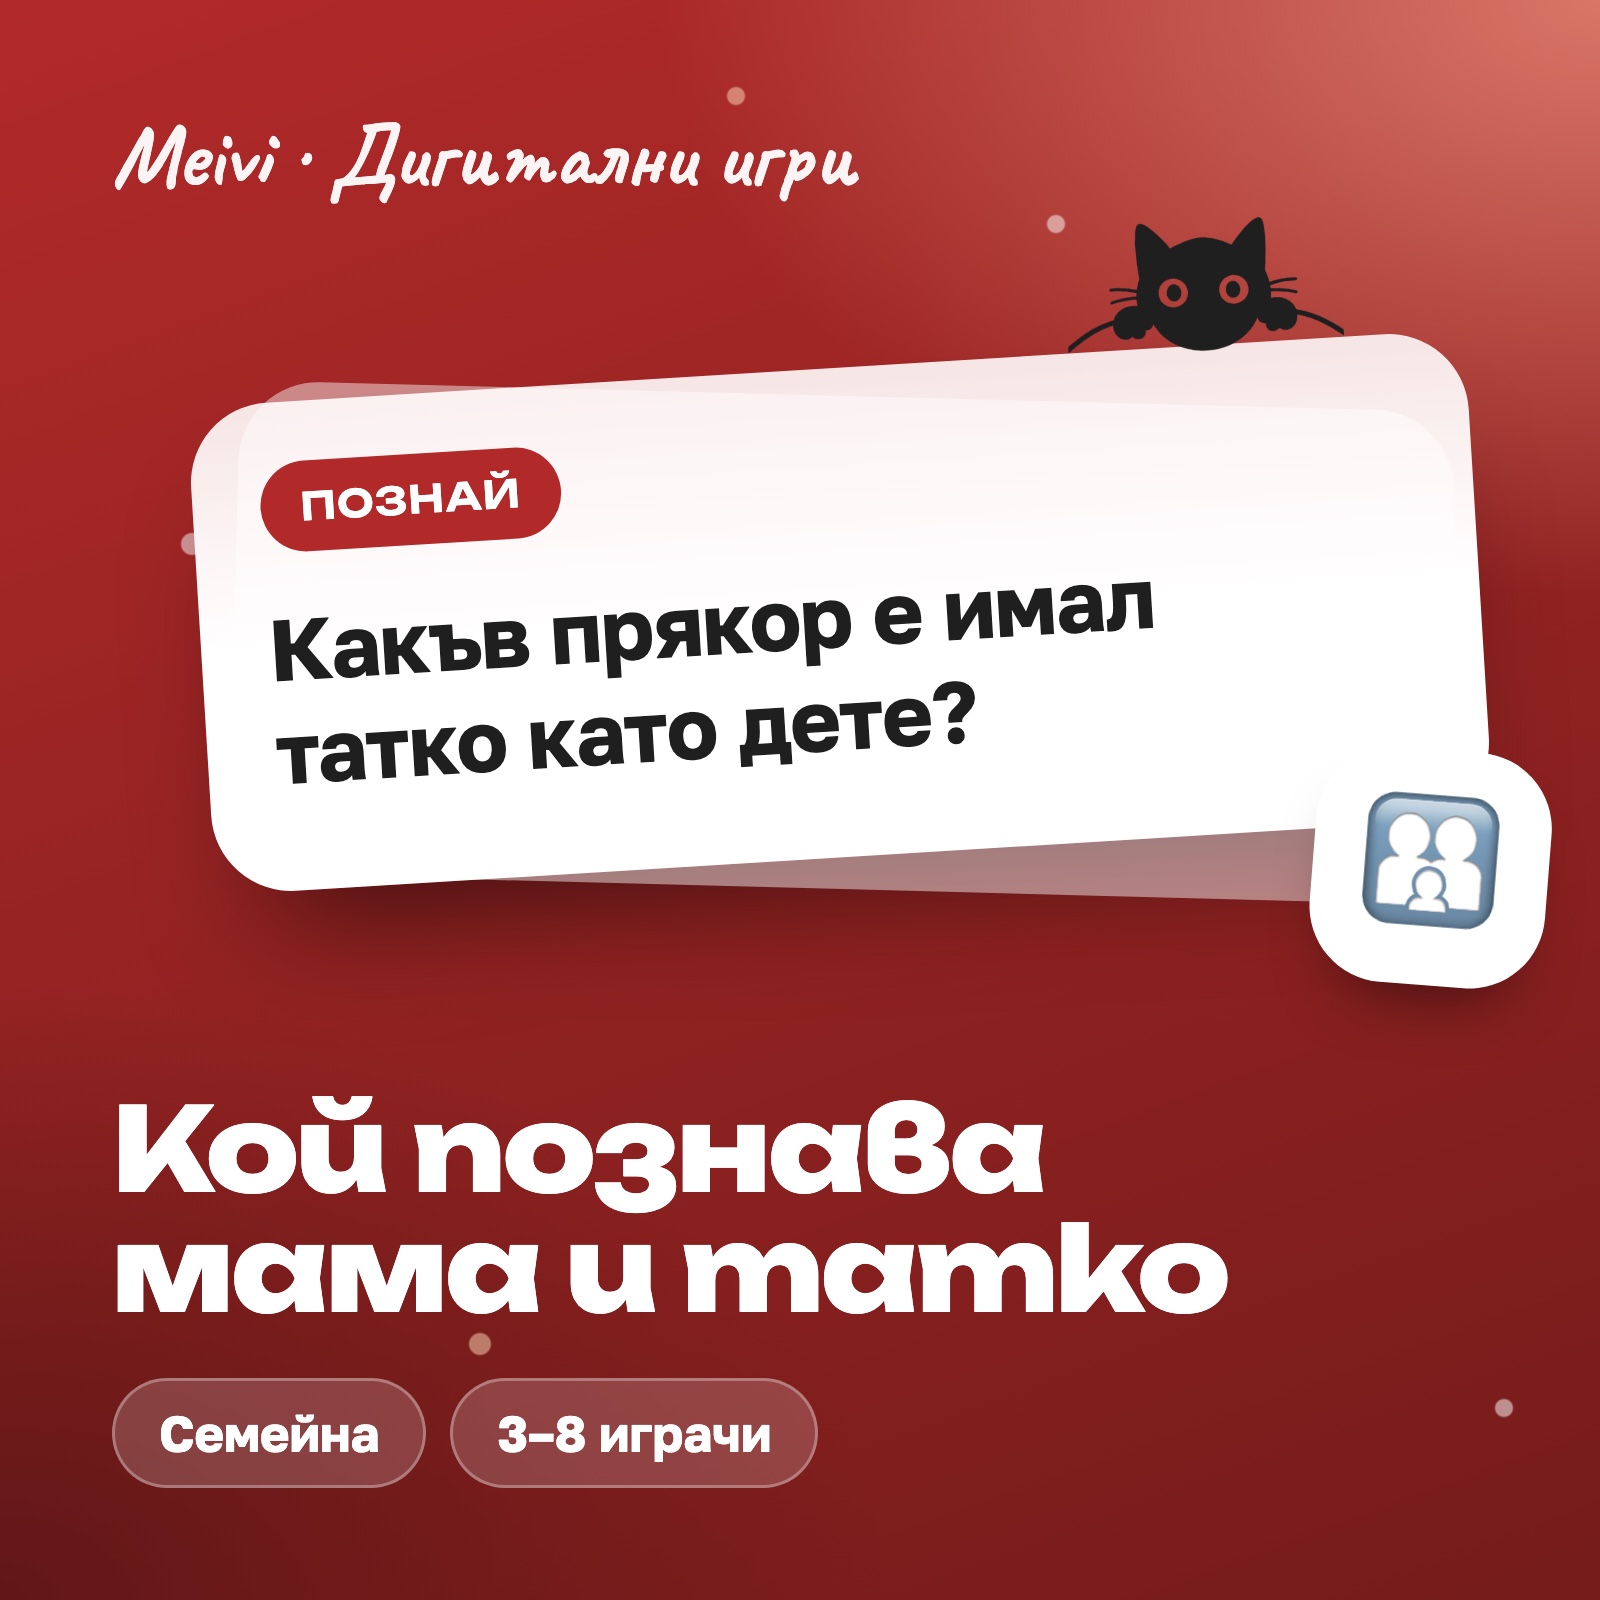 Meivi · Дигитални игри
ПОЗНАЙ
Какъв прякор е имал
татко като дете?
Кой познава
мама и татко
Семейна
3–8 играчи